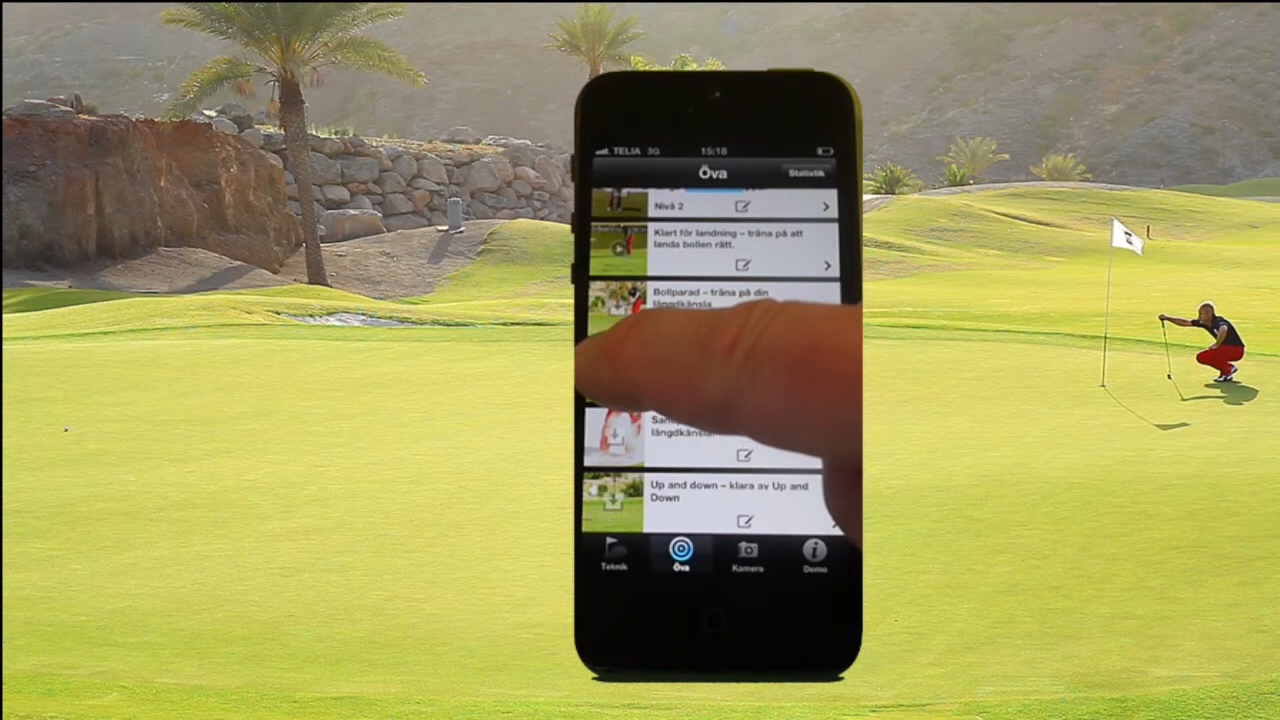 TELIA 3G 15:18
Öva Statistik
Nivå 2
Klart för landning – träna på att
landa bollen rätt.
Bollparad – träna på din
längdkänsla
längdkänsla.
Up and down – klara av Up and
Down
Teknik Öva Kamera Demo